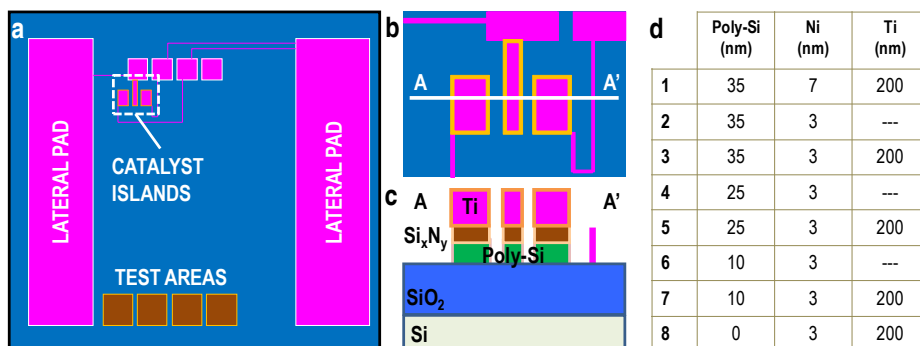 a
LATERAL PAD
CATALYST
ISLANDS
TEST AREAS
LATERAL PAD
b
A A'
c
A A'
Ti
SixNy
Poly-Si
SiO2
Si
d
Poly-Si (nm) Ni (nm) Ti (nm)
1 35 7 200
2 35 3 ---
3 35 3 200
4 25 3 ---
5 25 3 200
6 10 3 ---
7 10 3 200
8 0 3 200